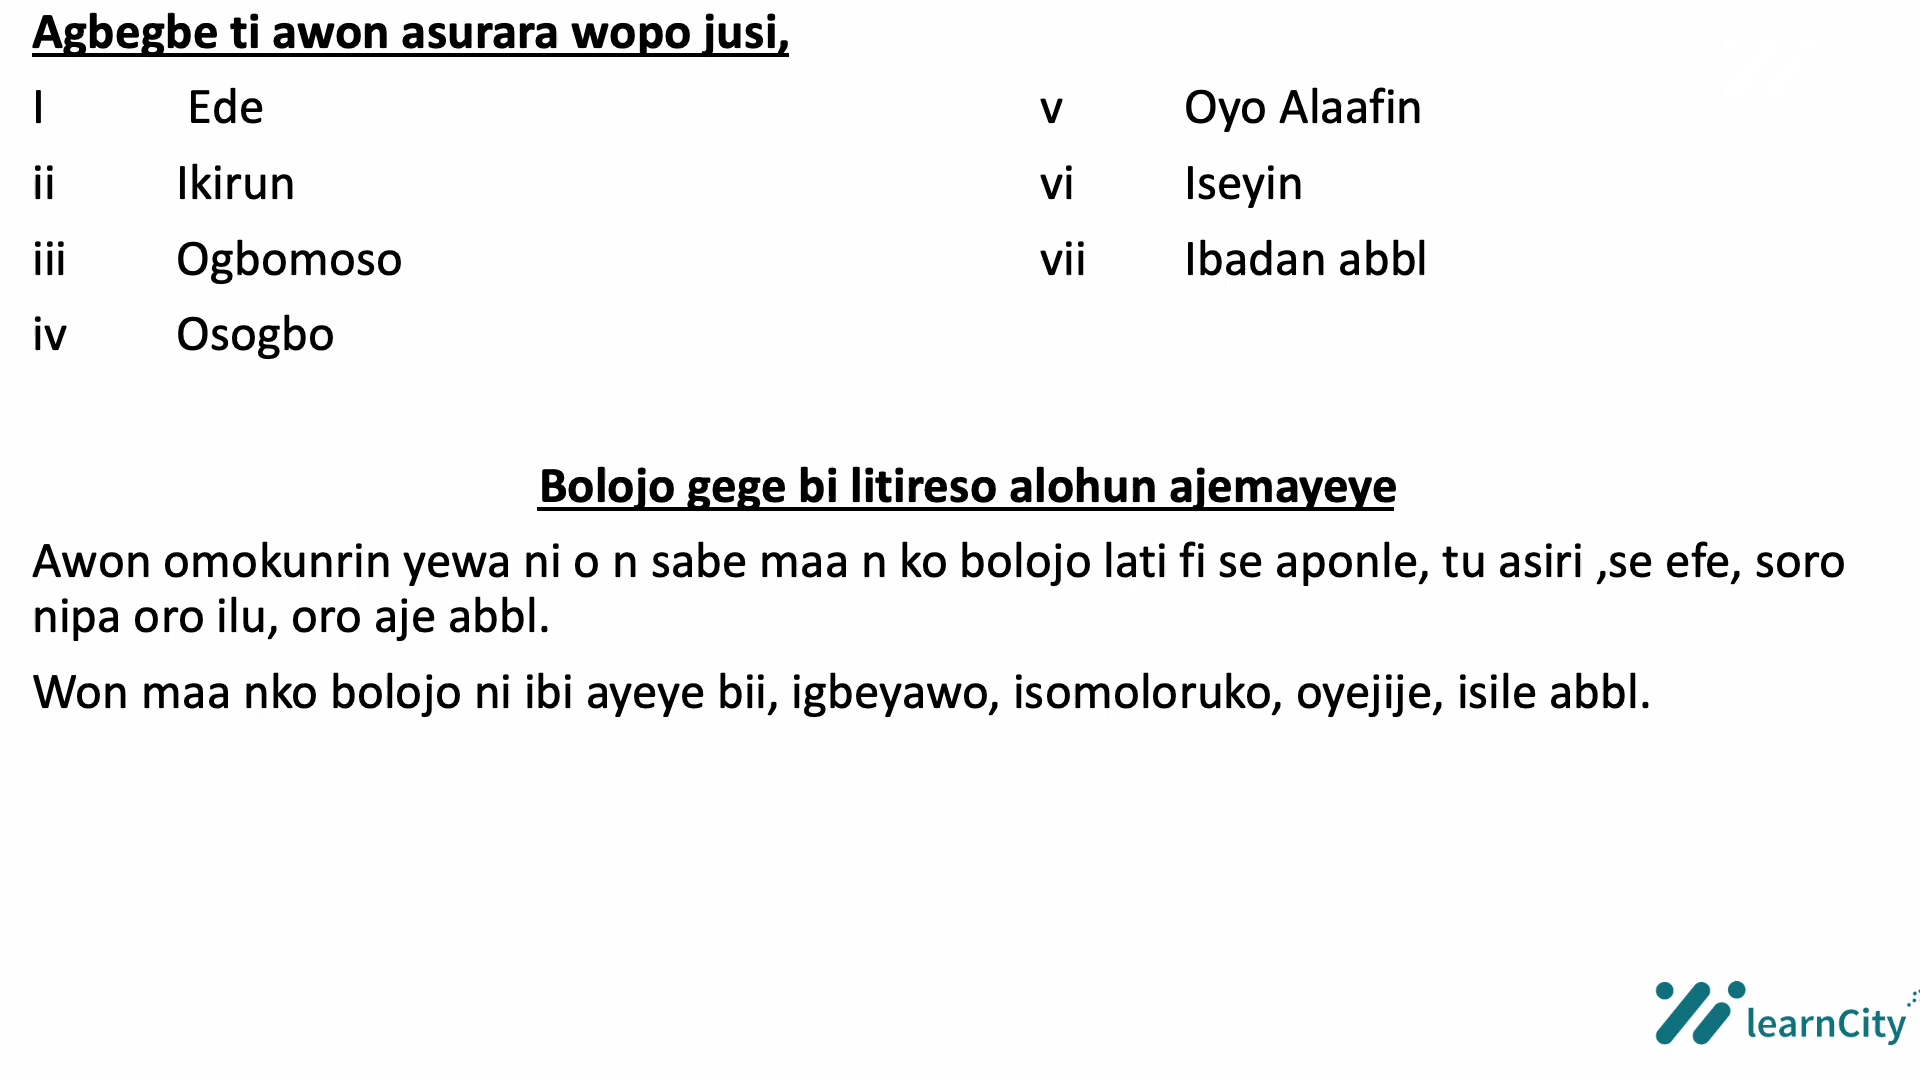 Agbegbe ti awon asurara wopo jusi,
I Ede
ii Ikirun
iii Ogbomoso
iv Osogbo
v Oyo Alaafin
vi Iseyin
vii Ibadan abbl
Bolojo gege bi litireso alohun ajemayeye
Awon omokunrin yewa ni o n sabe maa n ko bolojo lati fi se aponle, tu asiri ,se efe, soro
nipa oro ilu, oro aje abbl.
Won maa nko bolojo ni ibi ayeye bii, igbeyawo, isomoloruko, oyejije, isile abbl.
learnCity